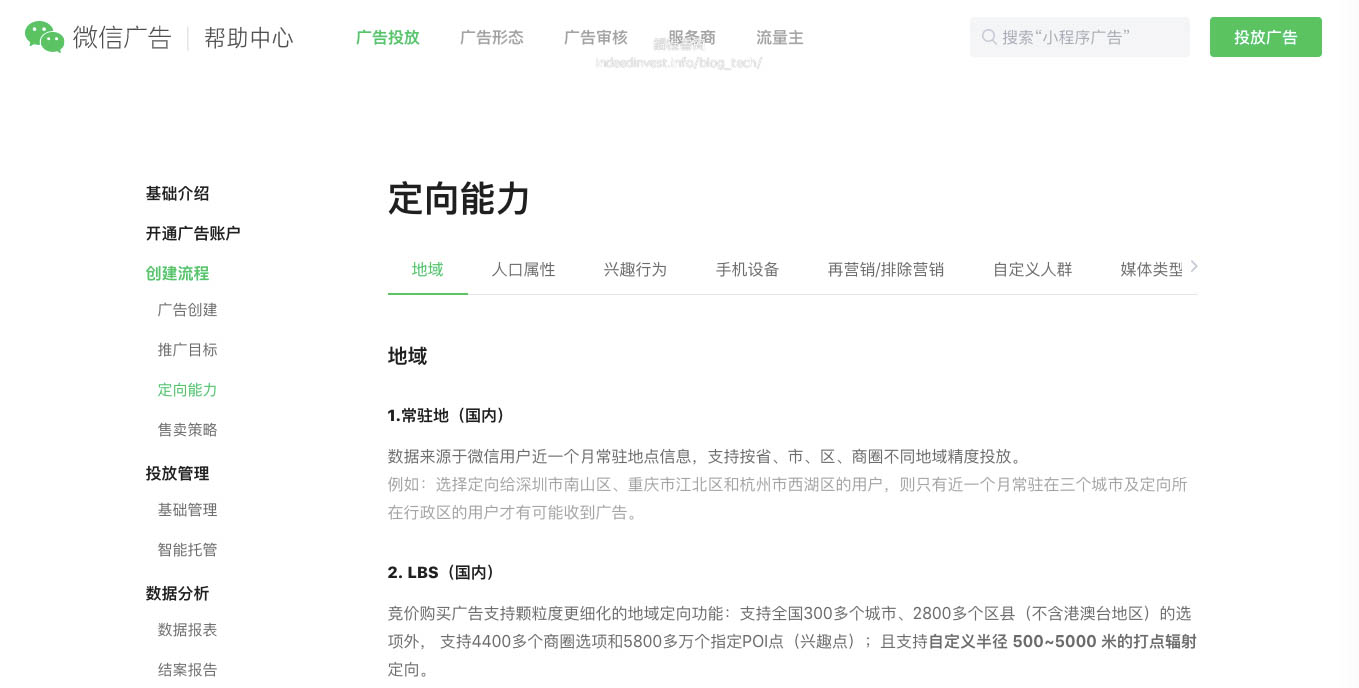 微信广告 帮助中心 广告投放 广告形态 广告审核 服务商 流量主 搜索“小程序广告” 投放广告
indeedinvest.info/blog_tech/
定向能力
基础介绍
开通广告账户
创建流程
广告创建
推广目标
定向能力
售卖策略
投放管理
基础管理
智能托管
数据分析
数据报表
结案报告
地域 人口属性 兴趣行为 手机设备 再营销/排除营销 自定义人群 媒体类型
地域
1.常驻地（国内）
数据来源于微信用户近一个月常驻地点信息，支持按省、市、区、商圈不同地域精度投放。
例如：选择定向给深圳市南山区、重庆市江北区和杭州市西湖区的用户，则只有近一个月常驻在三个城市及定向所
在行政区的用户才有可能收到广告。
2. LBS（国内）
竞价购买广告支持颗粒度更细化的地域定向功能：支持全国300多个城市、2800多个区县（不含港澳台地区）的选
项外， 支持4400多个商圈选项和5800多万个指定POI点（兴趣点）；且支持自定义半径 500~5000 米的打点辐射
定向。